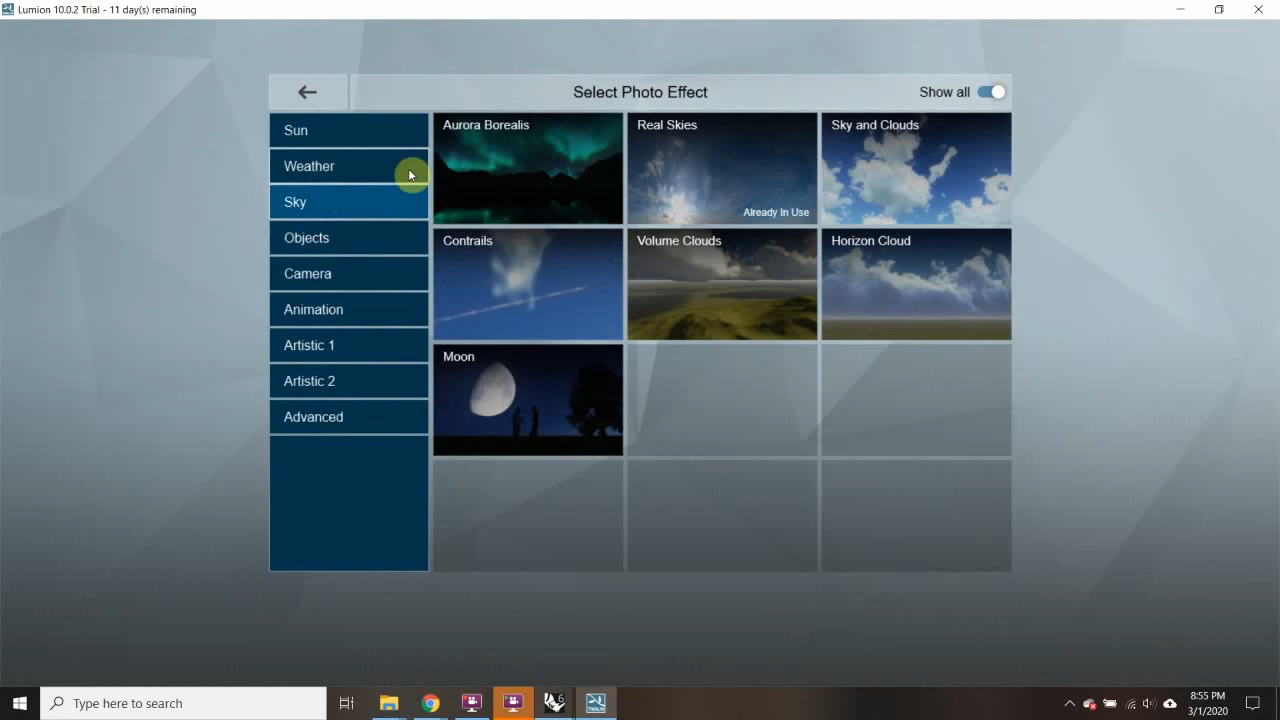 Lumion 10.0.2 Trial - 11 day(s) remaining
Select Photo Effect
Show all
Sun
Weather
Sky
Objects
Camera
Animation
Artistic 1
Artistic 2
Advanced
Aurora Borealis
Real Skies
Already In Use
Sky and Clouds
Contrails
Volume Clouds
Horizon Cloud
Moon
Type here to search
6
8:55 PM
3/1/2020